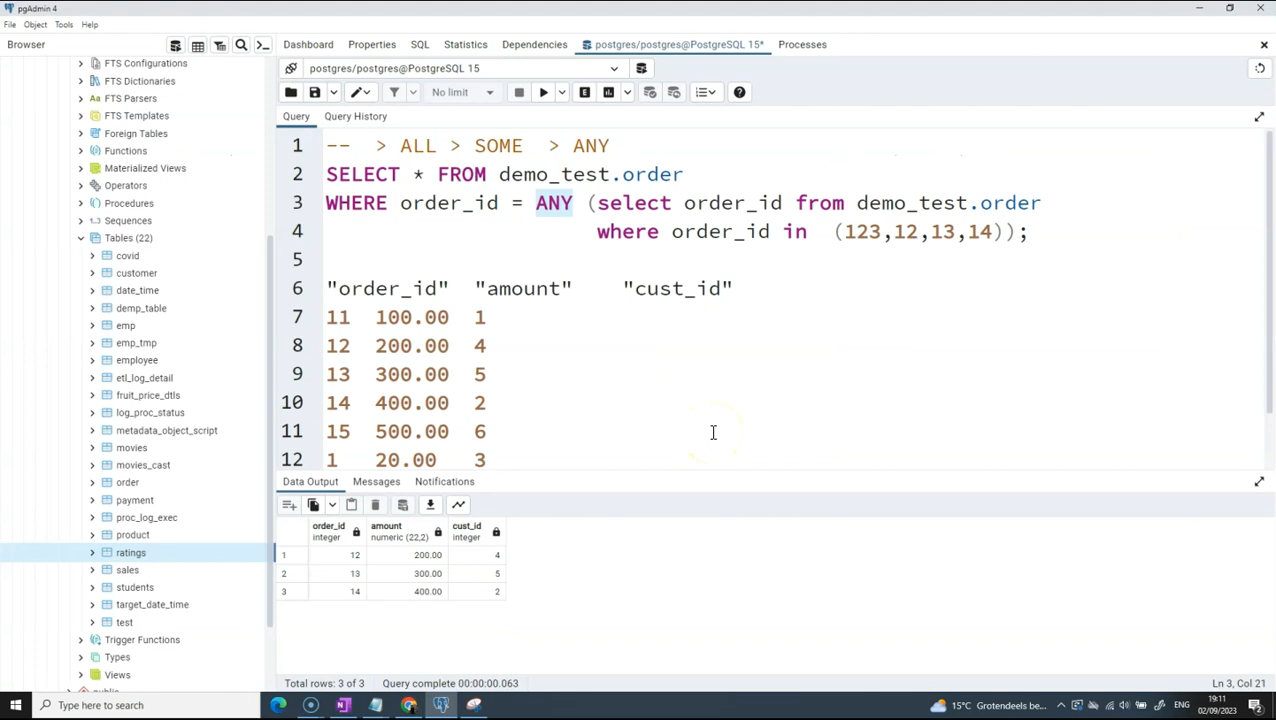 pgAdmin 4
File Object Tools Help
Browser
Dashboard Properties SQL Statistics Dependencies postgres/postgres@PostgreSQL 15* Processes
postgres/postgres@PostgreSQL 15
No limit
Query Query History
FTS Configurations
FTS Dictionaries
FTS Parsers
FTS Templates
Foreign Tables
Functions
Materialized Views
Operators
Procedures
Sequences
Tables (22)
covid
customer
date_time
demp_table
emp
emp_tmp
employee
etl_log_detail
fruit_price_dtls
log_proc_status
metadata_object_script
movies
movies_cast
order
payment
proc_log_exec
product
ratings
sales
students
target_date_time
test
Trigger Functions
Types
Views
public
1 -- > ALL > SOME > ANY
2 SELECT * FROM demo_test.order
3 WHERE order_id = ANY (select order_id from demo_test.order
4 where order_id in (123,12,13,14));
5
6 "order_id" "amount" "cust_id"
7 11 100.00 1
8 12 200.00 4
9 13 300.00 5
10 14 400.00 2
11 15 500.00 6
12 1 20.00 3
Data Output Messages Notifications
order_id amount cust_id
integer numeric (22,2) integer
1 12 200.00 4
2 13 300.00 5
3 14 400.00 2
Total rows: 3 of 3 Query complete 00:00:00.063 Ln 3, Col 21
Type here to search
15°C Grotendeels be... ENG 19:11
02/09/2023